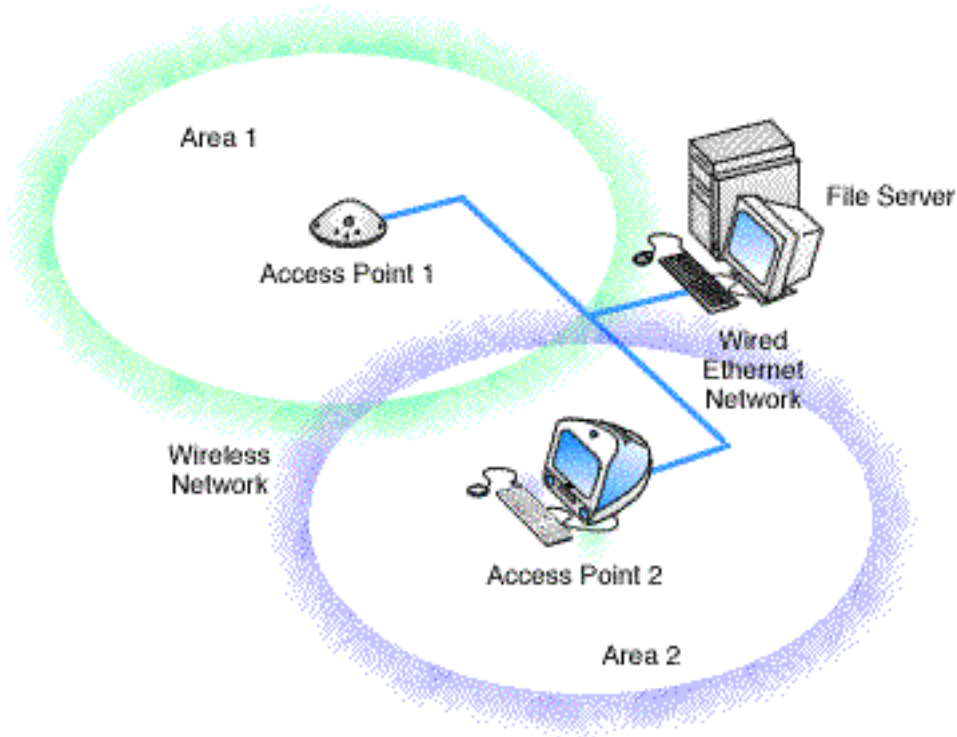 Area 1
File Server
Access Point 1
Wired
Ethernet
Network
Wireless
Network
Access Point 2
Area 2